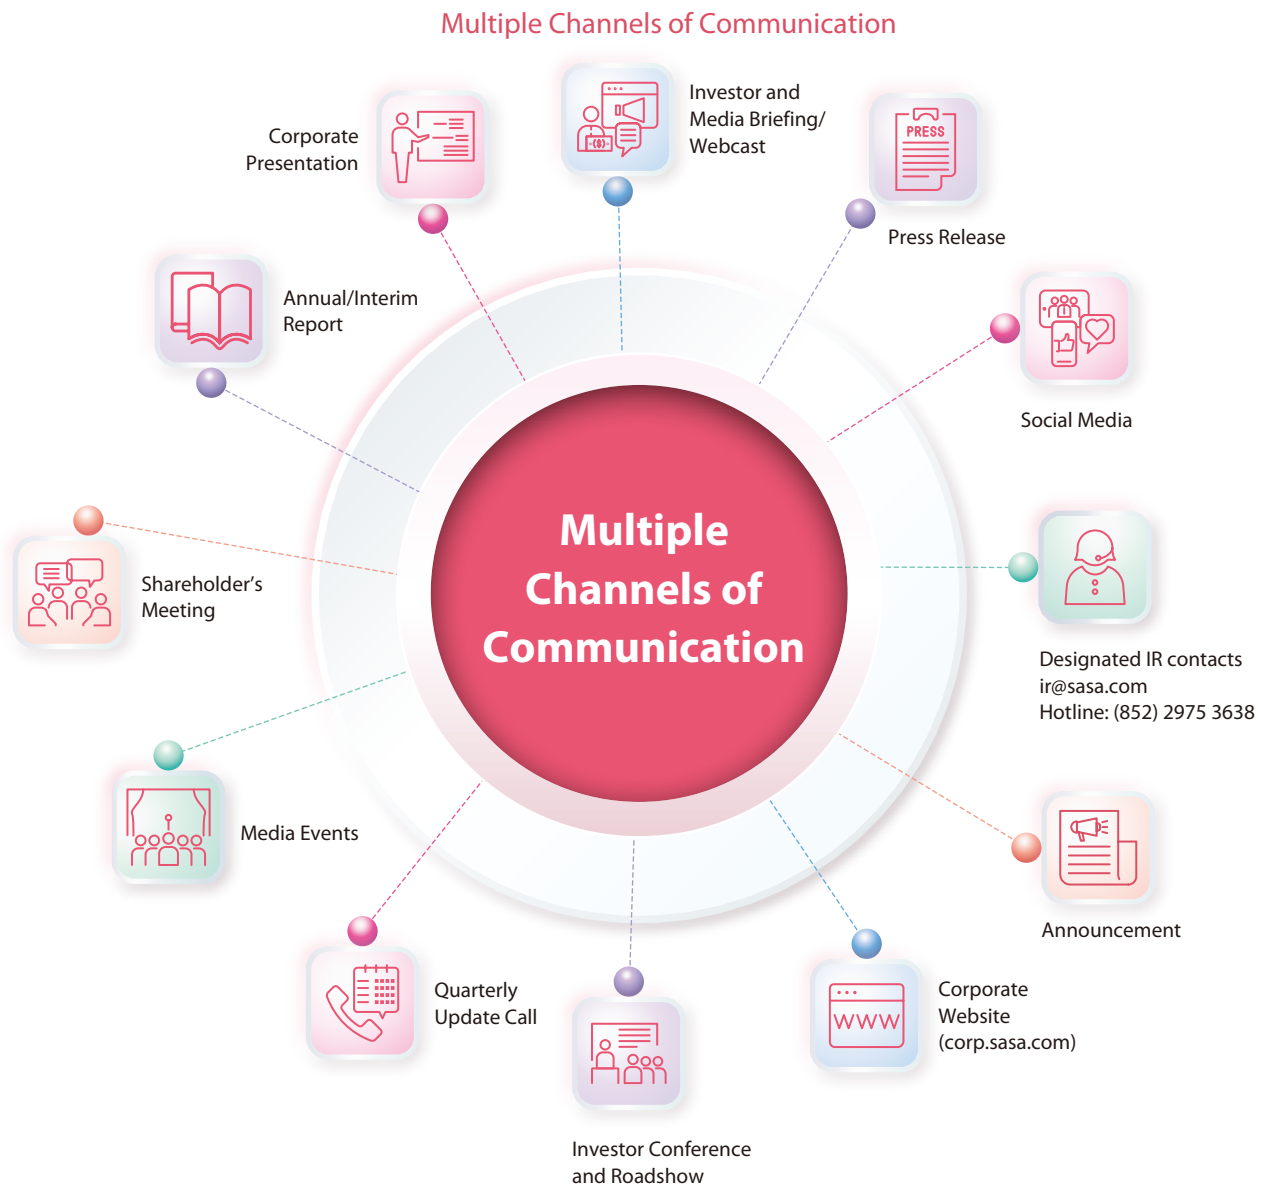 Multiple Channels of Communication
Investor and
Media Briefing/
Webcast
PRESS
Press Release
Corporate
Presentation
Annual/Interim
Report
Social Media
Shareholder's
Meeting
Multiple
Channels of
Communication
Designated IR contacts
ir@sasa.com
Hotline: (852) 2975 3638
Media Events
Announcement
Quarterly
Update Call
WWW
Corporate
Website
(corp.sasa.com)
($)
Investor Conference
and Roadshow